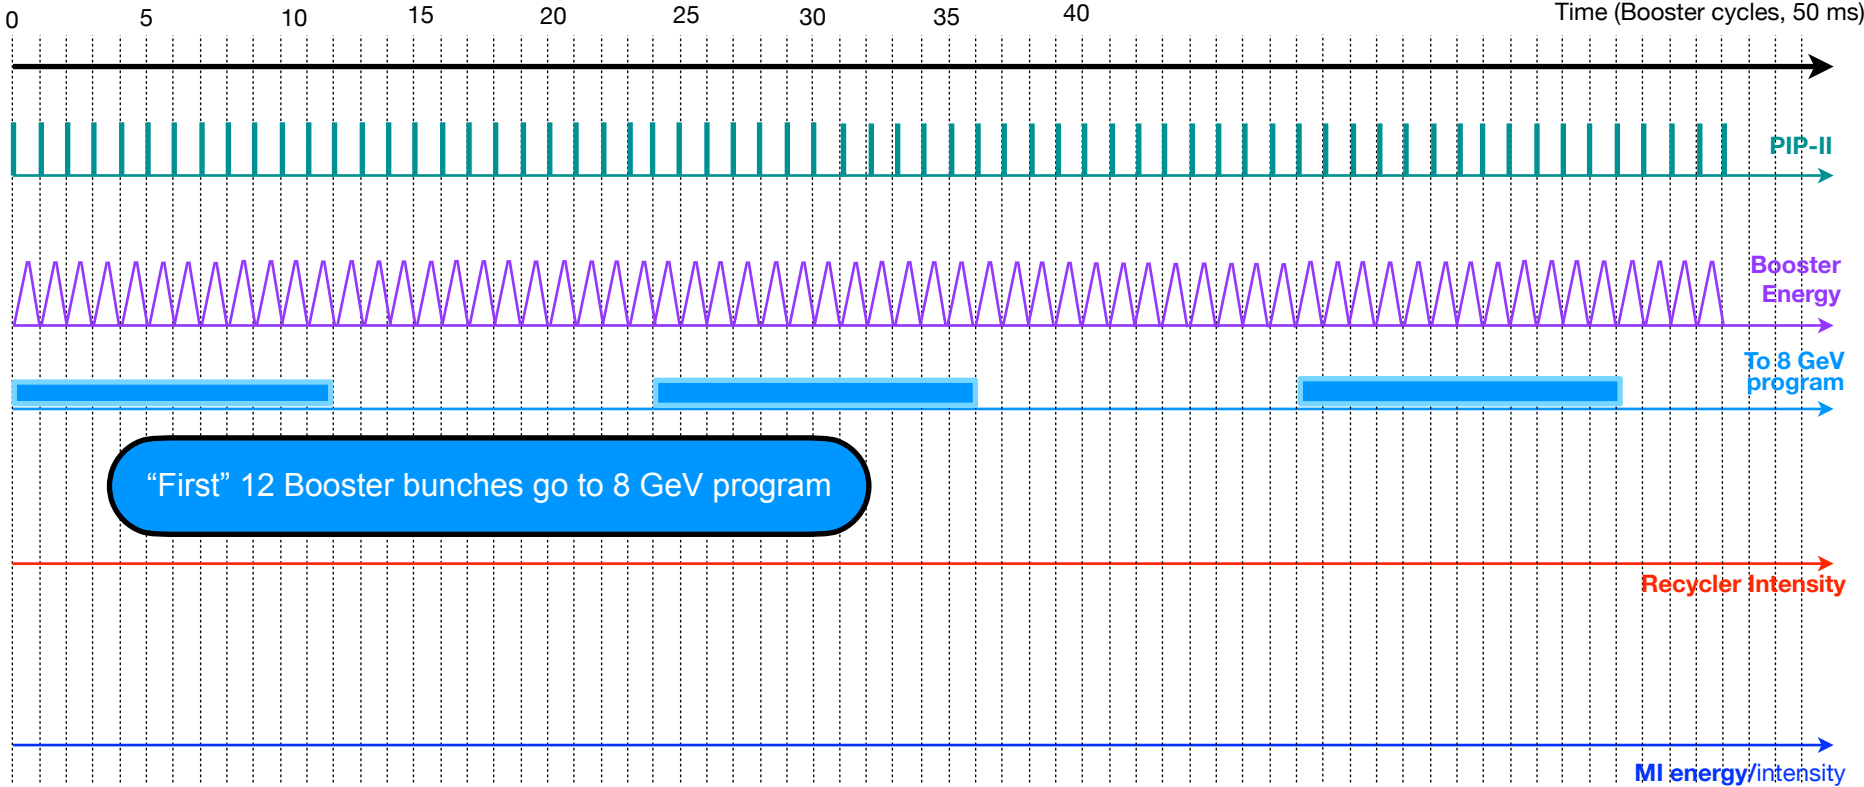 0 5 10 15 20 25 30 35 40 Time (Booster cycles, 50 ms)
PIP-II
Booster
Energy
To 8 GeV
program
“First” 12 Booster bunches go to 8 GeV program
Recycler Intensity
MI energy/intensity